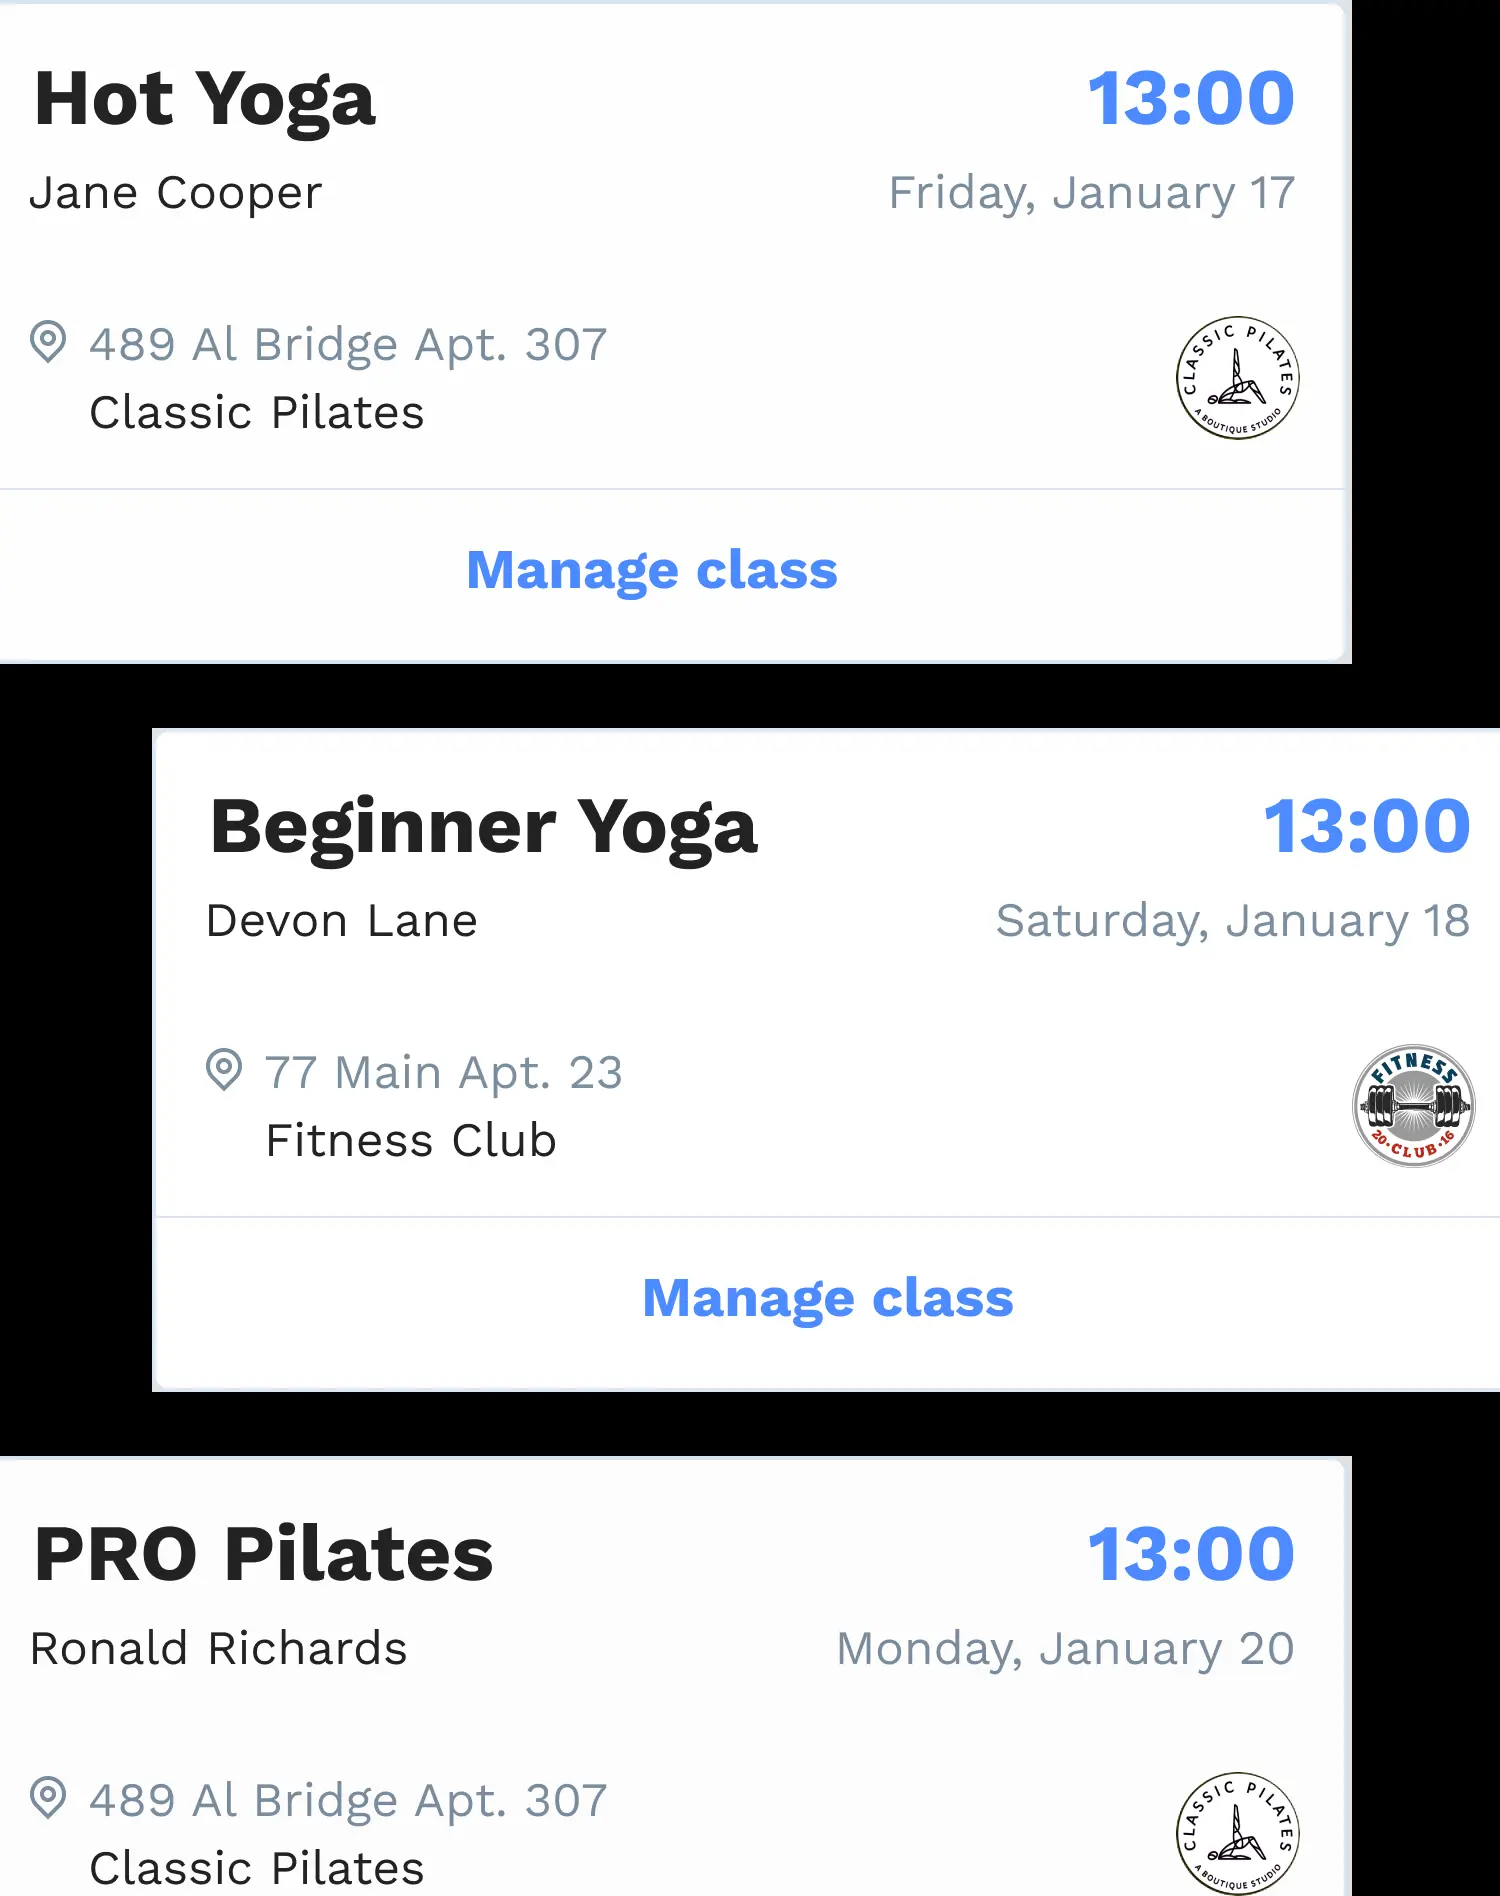 Hot Yoga
13:00
Jane Cooper
Friday, January 17
489 Al Bridge Apt. 307
Classic Pilates
CLASSIC PILATES
A BOUTIQUE STUDIO
Manage class
Beginner Yoga
13:00
Devon Lane
Saturday, January 18
77 Main Apt. 23
Fitness Club
FITNESS
20·CLUB·16
Manage class
PRO Pilates
13:00
Ronald Richards
Monday, January 20
489 Al Bridge Apt. 307
Classic Pilates
CLASSIC PILATES
A BOUTIQUE STUDIO